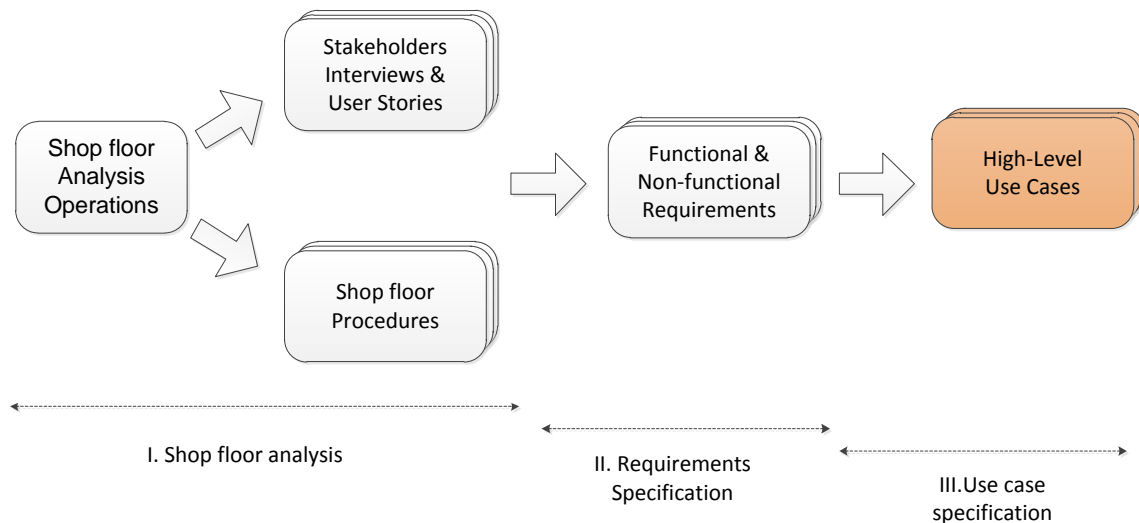 Stakeholders
Interviews &
User Stories
Shop floor
Analysis
Operations
Functional &
Non-functional
Requirements
High-Level
Use Cases
Shop floor
Procedures
I. Shop floor analysis
II. Requirements
Specification
III.Use case
specification